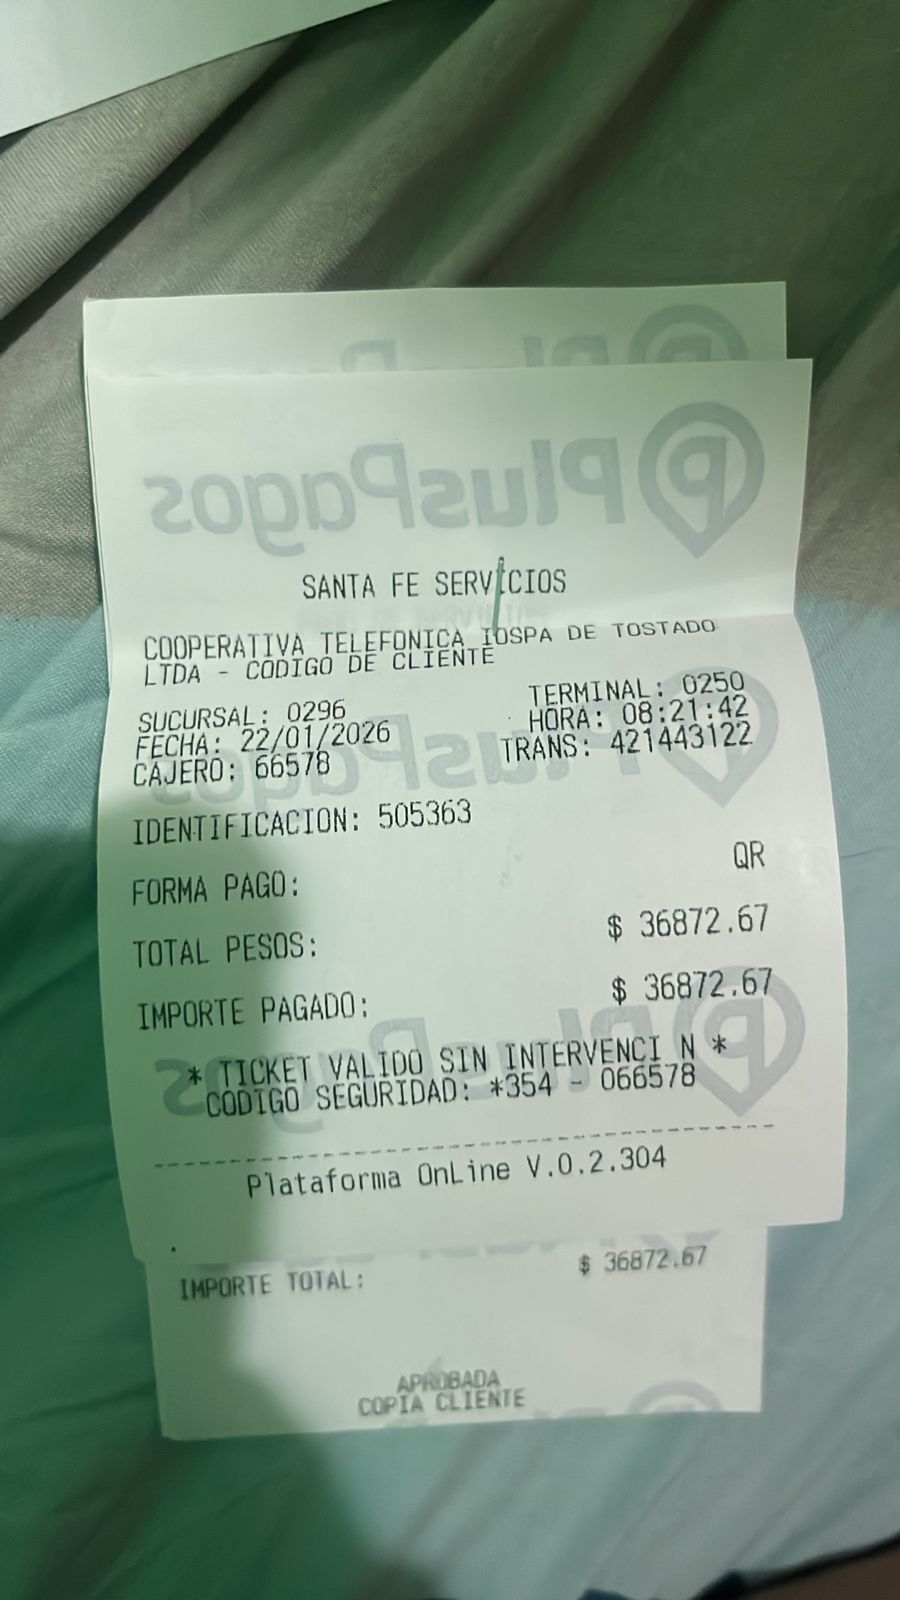 PlusPagos
SANTA FE SERVICIOS
COOPERATIVA TELEFONICA IOSPA DE TOSTADO
LTDA - CODIGO DE CLIENTE
SUCURSAL: 0296 TERMINAL: 0250
FECHA: 22/01/2026 HORA: 08:21:42
CAJERO: 66578 TRANS: 421443122
PlusPagos
IDENTIFICACION: 505363
FORMA PAGO: QR
TOTAL PESOS: $ 36872.67
IMPORTE PAGADO: $ 36872.67
PlusPagos
* TICKET VALIDO SIN INTERVENCI N *
CODIGO SEGURIDAD: *354 - 066578
Plataforma OnLine V.0.2.304
IMPORTE TOTAL: $ 36872.67
APROBADA
COPIA CLIENTE